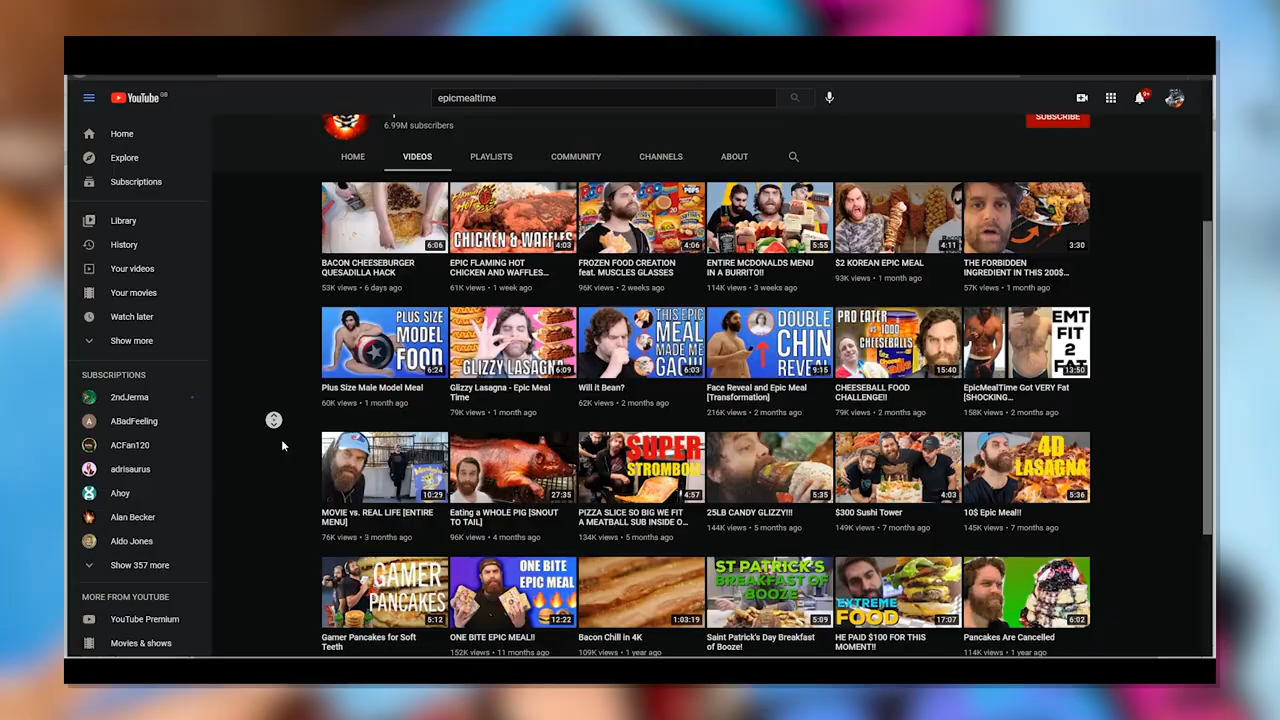 YouTube GB
epicmealtime
9+
6.99M subscribers
SUBSCRIBE
HOME VIDEOS PLAYLISTS COMMUNITY CHANNELS ABOUT
Home
Explore
Subscriptions
Library
History
Your videos
Your movies
Watch later
Show more
SUBSCRIPTIONS
2ndJerma
ABadFeeling
ACFan120
adrisaurus
Ahoy
Alan Becker
Aldo Jones
Show 357 more
MORE FROM YOUTUBE
YouTube Premium
Movies & shows
6:06
BACON CHEESEBURGER
QUESADILLA HACK
53K views • 6 days ago
CHICKEN & WAFFLES
4:03
EPIC FLAMING HOT
CHICKEN AND WAFFLES...
61K views • 1 week ago
4:06
FROZEN FOOD CREATION
feat. MUSCLES GLASSES
96K views • 2 weeks ago
5:55
ENTIRE MCDONALDS MENU
IN A BURRITO!!
114K views • 3 weeks ago
4:11
$2 KOREAN EPIC MEAL
93K views • 1 month ago
3:30
THE FORBIDDEN
INGREDIENT IN THIS 200$...
57K views • 1 month ago
PLUS SIZE
MODEL
FOOD
6:24
Plus Size Male Model Meal
60K views • 1 month ago
GLIZZY LASAGNA
6:09
Glizzy Lasagna - Epic Meal
Time
79K views • 1 month ago
THIS EPIC
MEAL
MADE ME
GAG!!
6:03
Will it Bean?
62K views • 2 months ago
DOUBLE
CHIN
REVEAL
9:15
Face Reveal and Epic Meal
[Transformation]
216K views • 2 months ago
PRO EATER
vs 1000
CHEESEBALLS
15:40
CHEESEBALL FOOD
CHALLENGE!!
79K views • 2 months ago
EMT
FIT
2
FAT
13:50
EpicMealTime Got VERY Fat
[SHOCKING...
158K views • 2 months ago
10:29
MOVIE vs. REAL LIFE [ENTIRE
MENU]
76K views • 3 months ago
27:35
Eating a WHOLE PIG [SNOUT
TO TAIL]
96K views • 4 months ago
SUPER
STROMBOLI
4:57
PIZZA SLICE SO BIG WE FIT
A MEATBALL SUB INSIDE O...
134K views • 5 months ago
5:35
25LB CANDY GLIZZY!!!
144K views • 5 months ago
4:03
$300 Sushi Tower
149K views • 7 months ago
4D
LASAGNA
5:36
10$ Epic Meal!!
145K views • 7 months ago
GAMER
PANCAKES
5:12
Gamer Pancakes for Soft
Teeth
ONE BITE
EPIC MEAL
12:22
ONE BITE EPIC MEAL!!
152K views • 11 months ago
1:03:19
Bacon Chill in 4K
109K views • 1 year ago
ST PATRICK'S
BREAKFAST OF
BOOZE
5:09
Saint Patrick's Day Breakfast
of Booze!
EXTREME
FOOD
17:07
HE PAID $100 FOR THIS
MOMENT!!
6:02
Pancakes Are Cancelled
114K views • 1 year ago